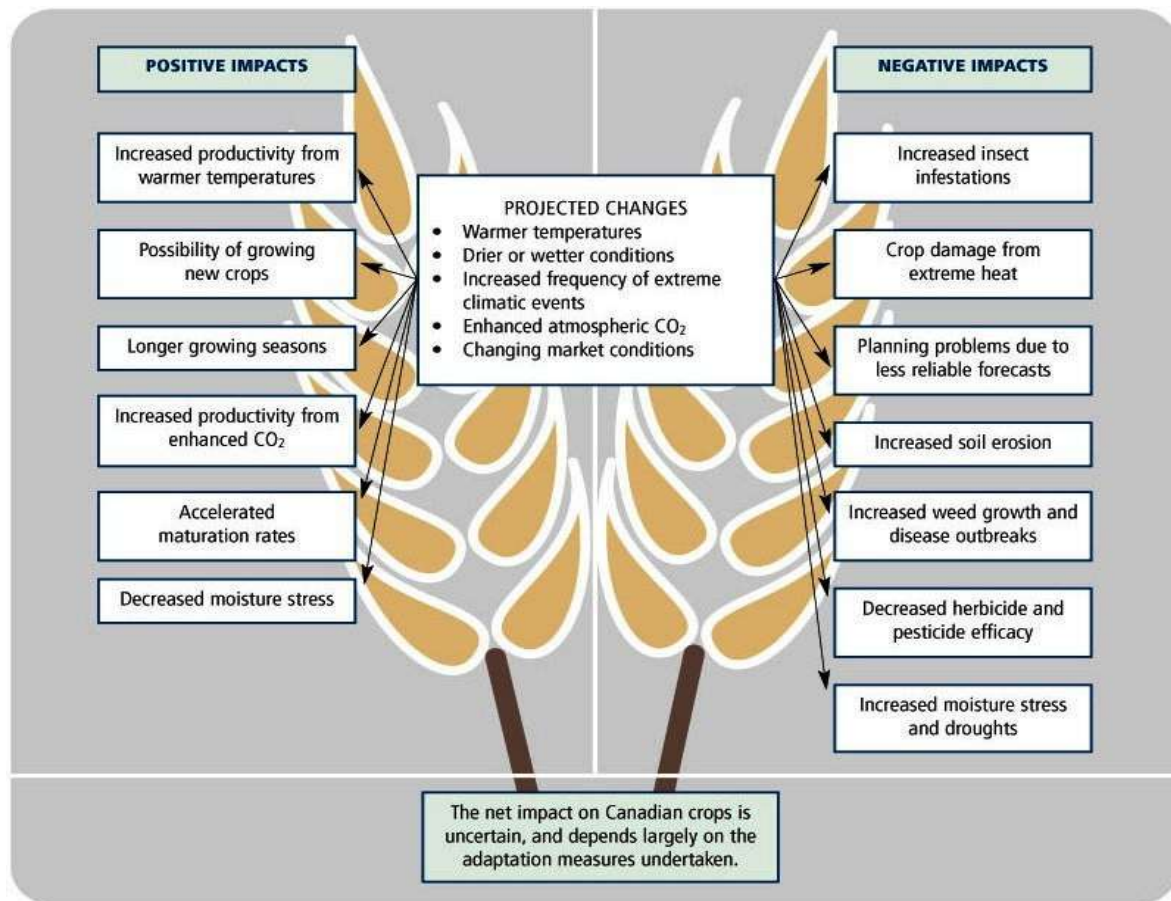 POSITIVE IMPACTS
Increased productivity from
warmer temperatures
Possibility of growing
new crops
Longer growing seasons
Increased productivity from
enhanced CO₂
Accelerated
maturation rates
Decreased moisture stress
PROJECTED CHANGES
• Warmer temperatures
• Drier or wetter conditions
• Increased frequency of extreme
climatic events
• Enhanced atmospheric CO₂
• Changing market conditions
NEGATIVE IMPACTS
Increased insect
infestations
Crop damage from
extreme heat
Planning problems due to
less reliable forecasts
Increased soil erosion
Increased weed growth and
disease outbreaks
Decreased herbicide and
pesticide efficacy
Increased moisture stress
and droughts
The net impact on Canadian crops is
uncertain, and depends largely on the
adaptation measures undertaken.